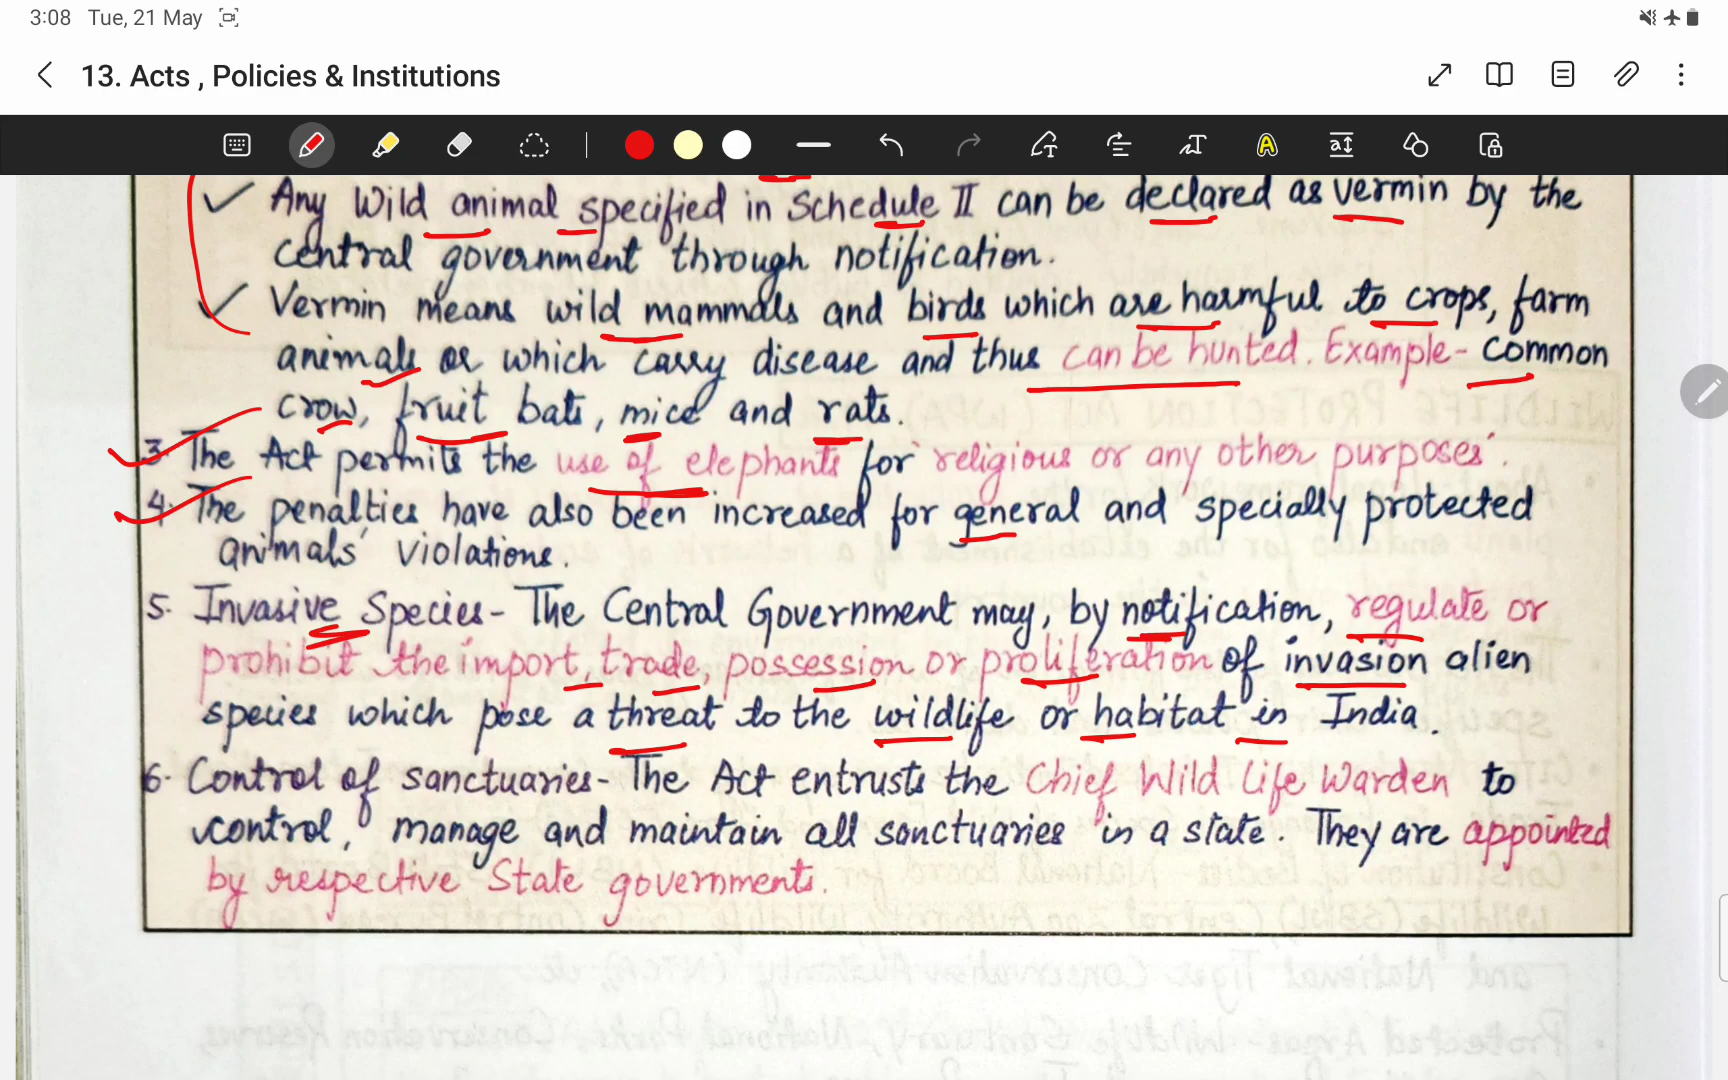 3:08 Tue, 21 May
13. Acts , Policies & Institutions
✓ Any Wild animal specified in Schedule II can be declared as vermin by the
Central government through notification.
✓ Vermin means wild mammals and birds which are harmful to crops, farm
animals or which carry disease and thus can be hunted. Example- Common
crow, fruit bats, mice and rats.
3. The Act permits the use of elephants for 'religious or any other purposes'.
4. The penalties have also been increased for general and specially protected
animals' violations.
5. Invasive Species- The Central Government may, by notification, regulate or
prohibit the import, trade, possession or proliferation of invasion alien
species which pose a threat to the wildlife or habitat in India.
6. Control of sanctuaries- The Act entrusts the Chief Wild Life Warden to
control, manage and maintain all sanctuaries in a state. They are appointed
by respective State governments.